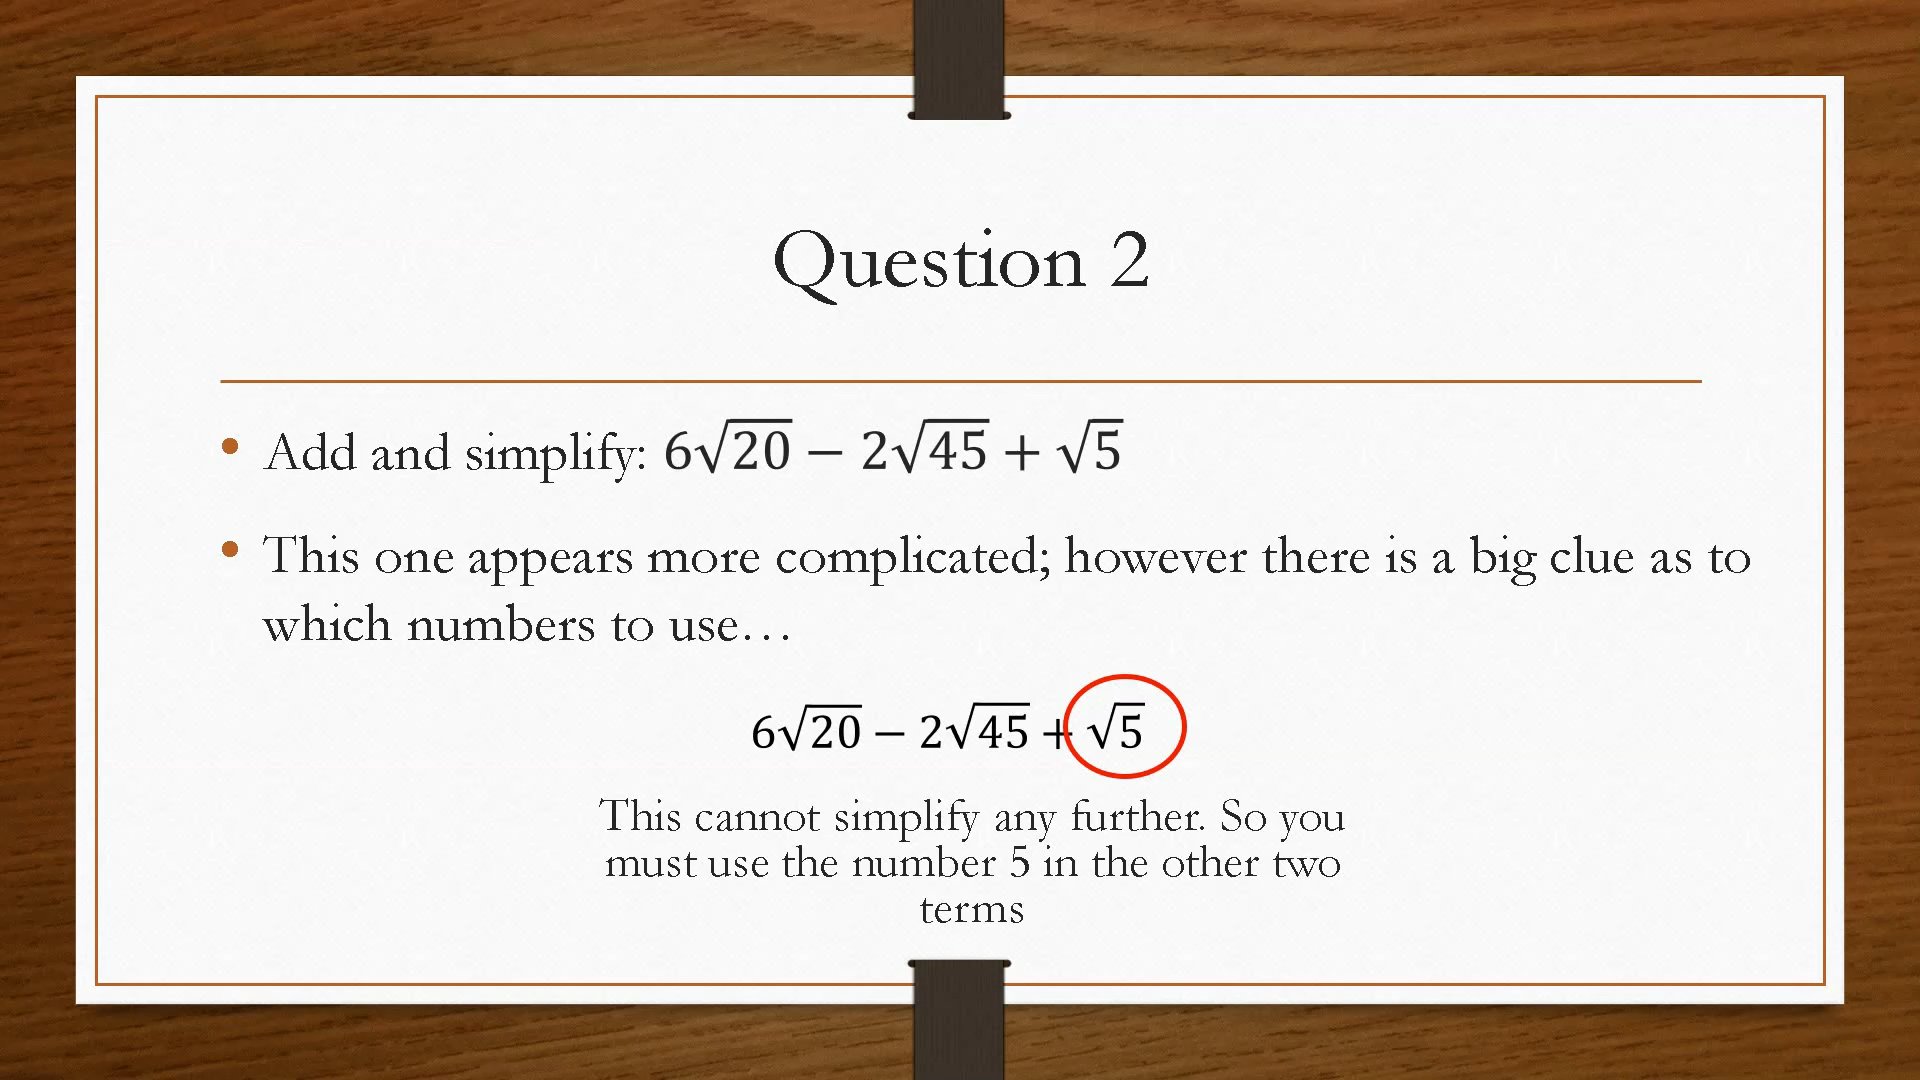 Question 2
• Add and simplify: 6√20 − 2√45 + √5
• This one appears more complicated; however there is a big clue as to
which numbers to use…
6√20 − 2√45 + √5
This cannot simplify any further. So you
must use the number 5 in the other two
terms